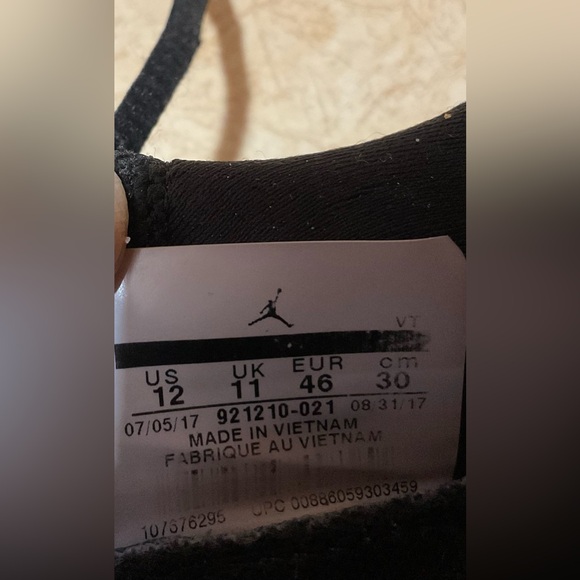 VT
US UK EUR cm
12 11 46 30
07/05/17 921210-021 08/31/17
MADE IN VIETNAM
FABRIQUE AU VIETNAM
107676295 UPC 00886059303459